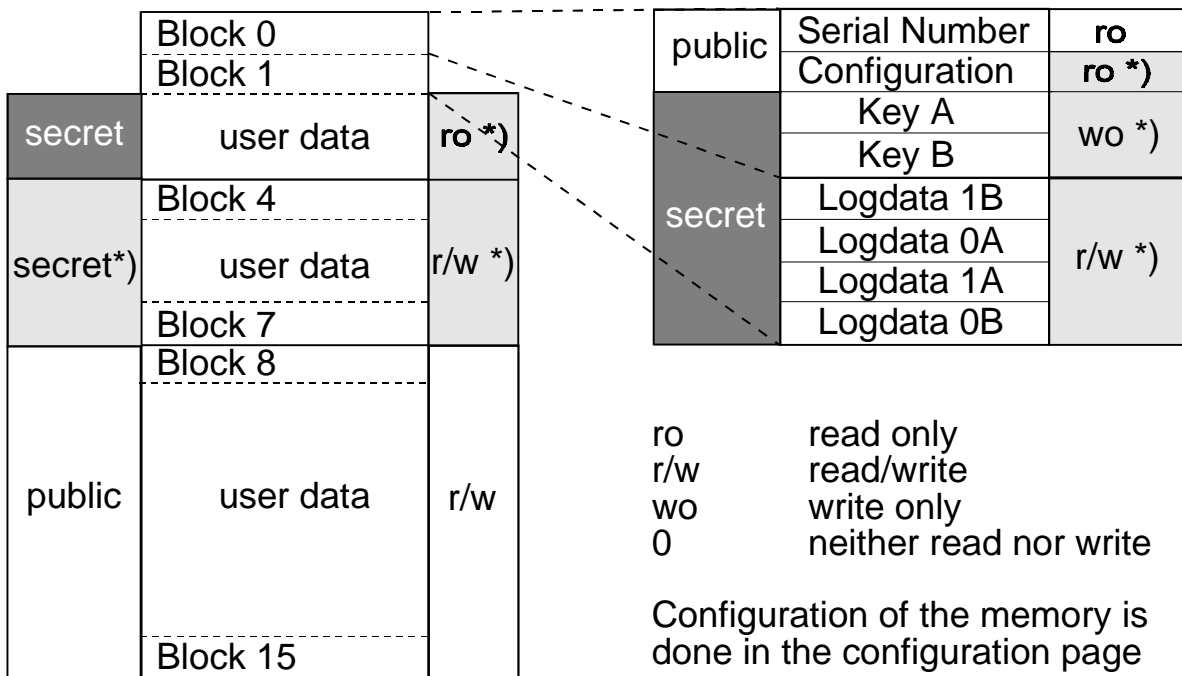 Block 0
Block 1
secret
user data
ro *)
Block 4
secret*)
user data
r/w *)
Block 7
Block 8
public
user data
r/w
Block 15
public
Serial Number
ro
Configuration
ro *)
Key A
wo *)
Key B
secret
Logdata 1B
Logdata 0A
r/w *)
Logdata 1A
Logdata 0B
ro read only
r/w read/write
wo write only
0 neither read nor write
Configuration of the memory is
done in the configuration page